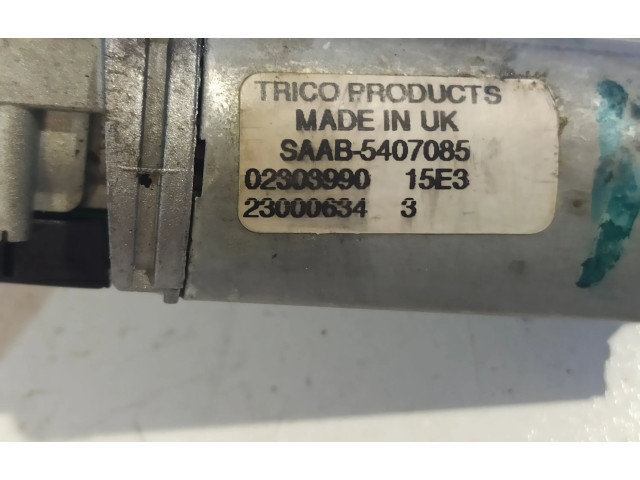 TRICO PRODUCTS
MADE IN UK
SAAB-5407085
02303990 15E3
23000634 3